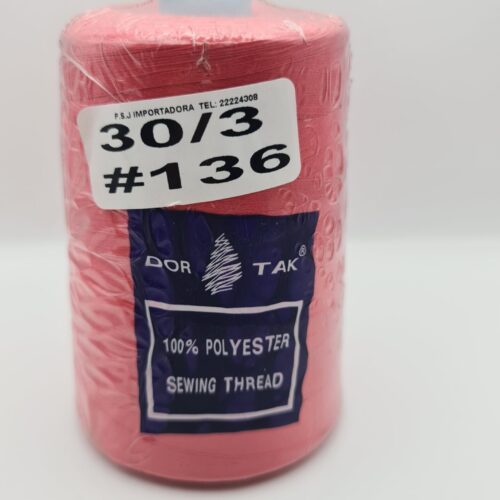 F.S.J IMPORTADORA TEL: 22224308
30/3
#136
DOR TAK®
100% POLYESTER
SEWING THREAD